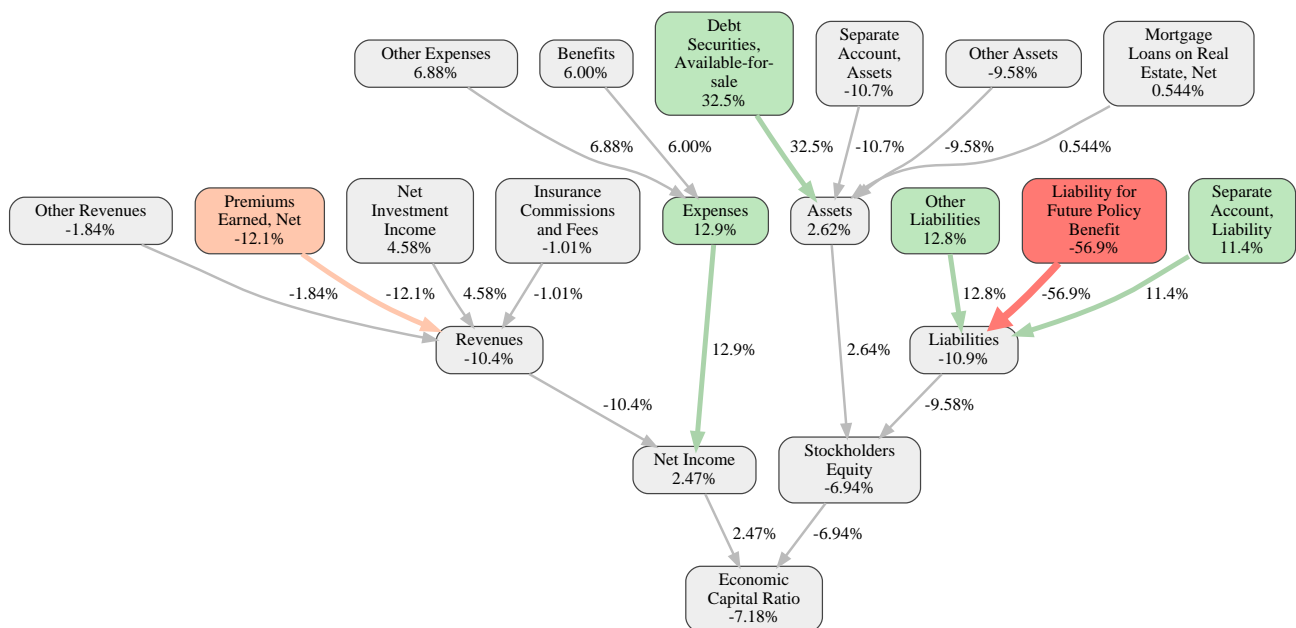 Other Expenses
6.88%
Benefits
6.00%
Debt
Securities,
Available-for-
sale
32.5%
Separate
Account,
Assets
-10.7%
Other Assets
-9.58%
Mortgage
Loans on Real
Estate, Net
0.544%
6.88%
6.00%
32.5%
-10.7%
-9.58%
0.544%
Other Revenues
-1.84%
Premiums
Earned, Net
-12.1%
Net
Investment
Income
4.58%
Insurance
Commissions
and Fees
-1.01%
Expenses
12.9%
Assets
2.62%
Other
Liabilities
12.8%
Liability for
Future Policy
Benefit
-56.9%
Separate
Account,
Liability
11.4%
-1.84%
-12.1%
4.58%
-1.01%
12.8%
-56.9%
11.4%
Revenues
-10.4%
12.9%
2.64%
Liabilities
-10.9%
-10.4%
-9.58%
Net Income
2.47%
Stockholders
Equity
-6.94%
2.47%
-6.94%
Economic
Capital Ratio
-7.18%